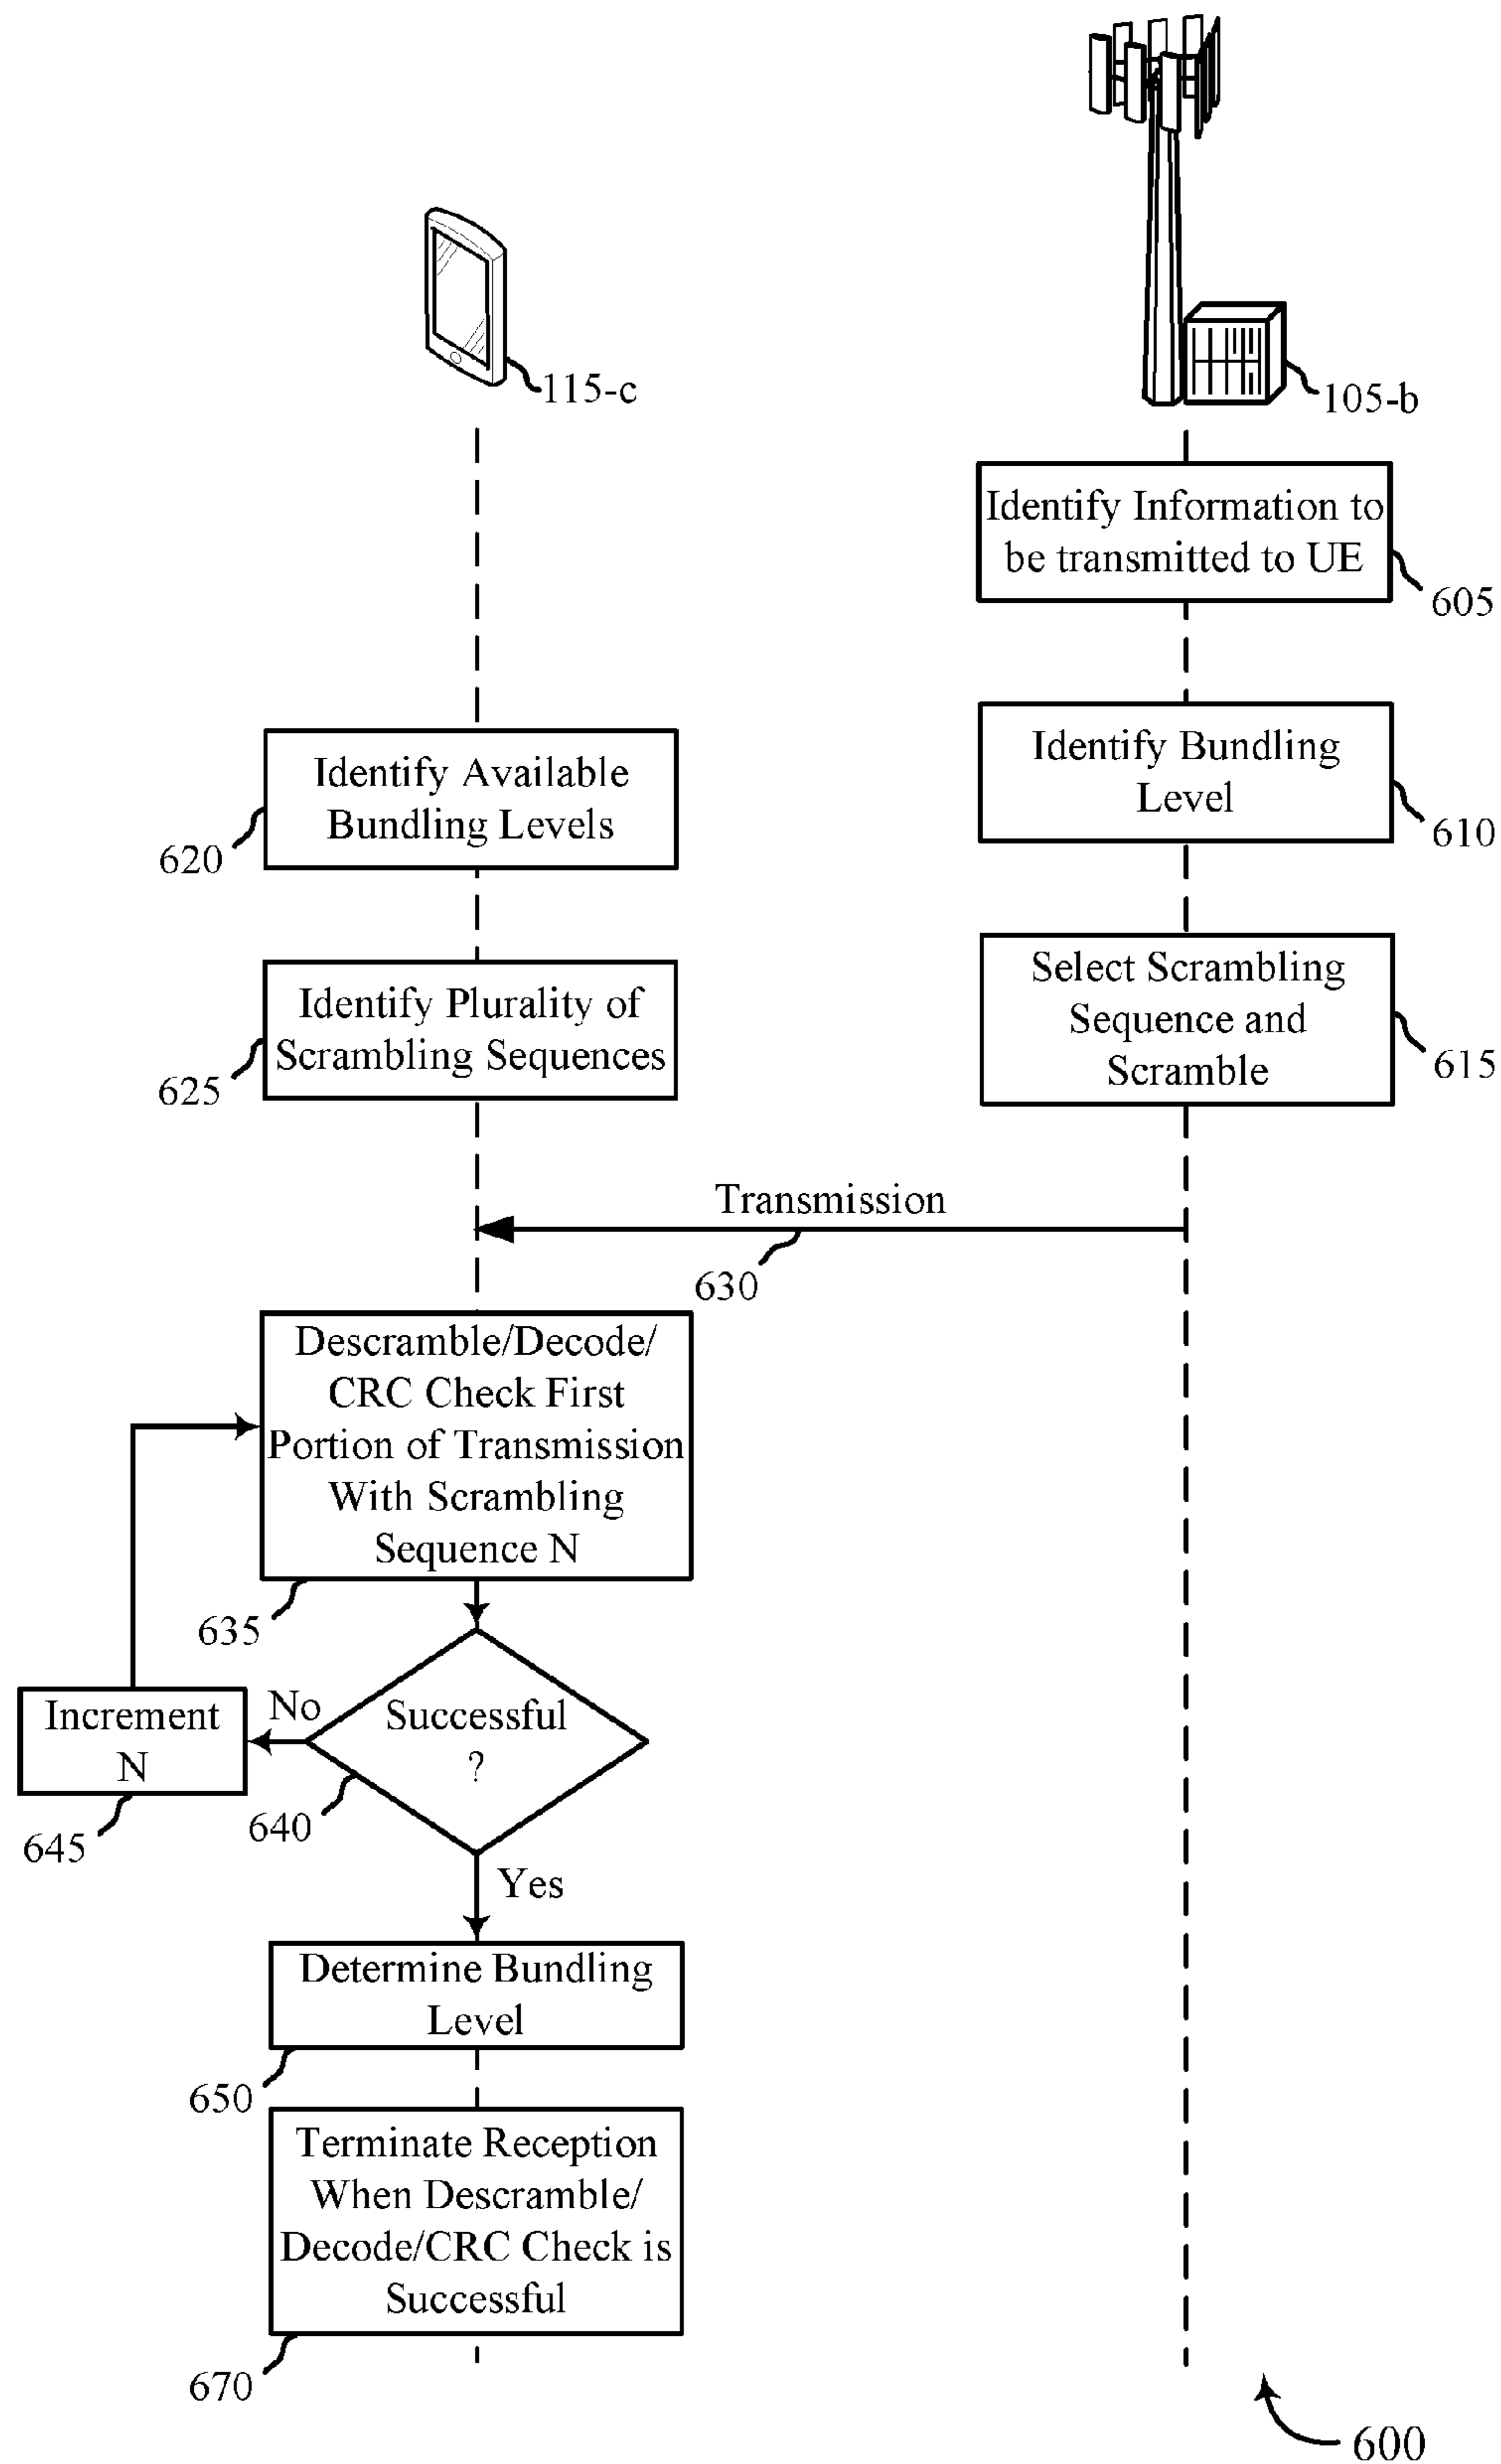 115-c
105-b
Identify Information to
be transmitted to UE
605
Identify Bundling
Level
610
Identify Available
Bundling Levels
620
Select Scrambling
Sequence and
Scramble
615
Identify Plurality of
Scrambling Sequences
625
Transmission
630
Descramble/Decode/
CRC Check First
Portion of Transmission
With Scrambling
Sequence N
635
Successful
?
640
No
Increment
N
645
Yes
Determine Bundling
Level
650
Terminate Reception
When Descramble/
Decode/CRC Check is
Successful
670
600